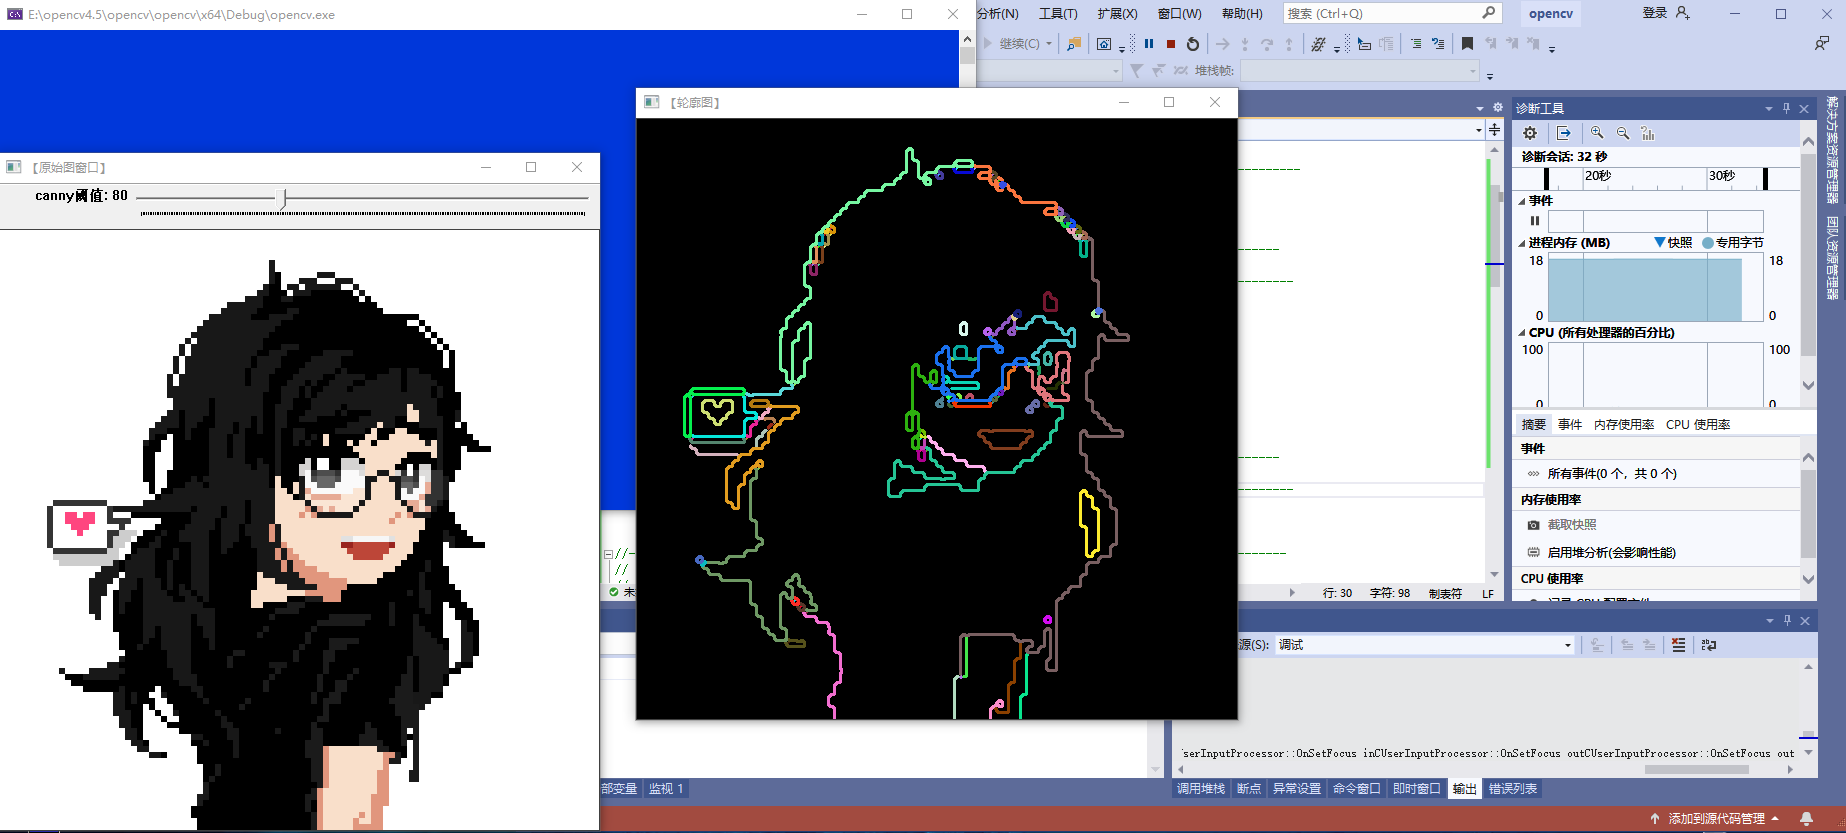 E:\opencv4.5\opencv\opencv\x64\Debug\opencv.exe
分析(N) 工具(T) 扩展(X) 窗口(W) 帮助(H) 搜索 (Ctrl+Q) opencv 登录
继续(C)
堆栈帧:
【轮廓图】
诊断工具
解决方案资源管理器
团队资源管理器
诊断会话: 32 秒
20秒 30秒
事件
进程内存 (MB) 快照 专用字节
18 18
0 0
CPU (所有处理器的百分比)
100 100
0 0
摘要 事件 内存使用率 CPU 使用率
事件
所有事件(0 个，共 0 个)
内存使用率
截取快照
启用堆分析(会影响性能)
CPU 使用率
【原始图窗口】
canny阈值: 80
//-
//
未
行: 30 字符: 98 制表符 LF
源(S): 调试
serInputProcessor::OnSetFocus inCUserInputProcessor::OnSetFocus outCUserInputProcessor::OnSetFocus out
部变量 监视 1
调用堆栈 断点 异常设置 命令窗口 即时窗口 输出 错误列表
添加到源代码管理